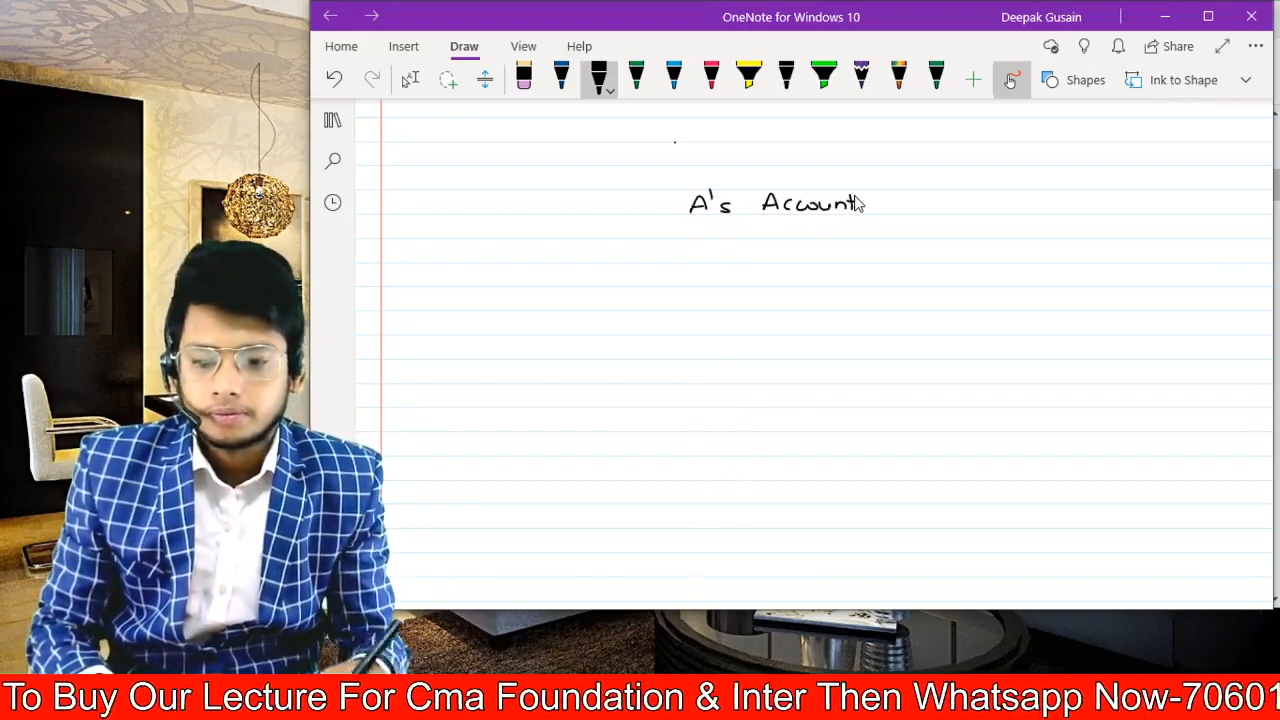 OneNote for Windows 10
Deepak Gusain
Home Insert Draw View Help
Share
Shapes
Ink to Shape
A's Account
To Buy Our Lecture For Cma Foundation & Inter Then Whatsapp Now-70601